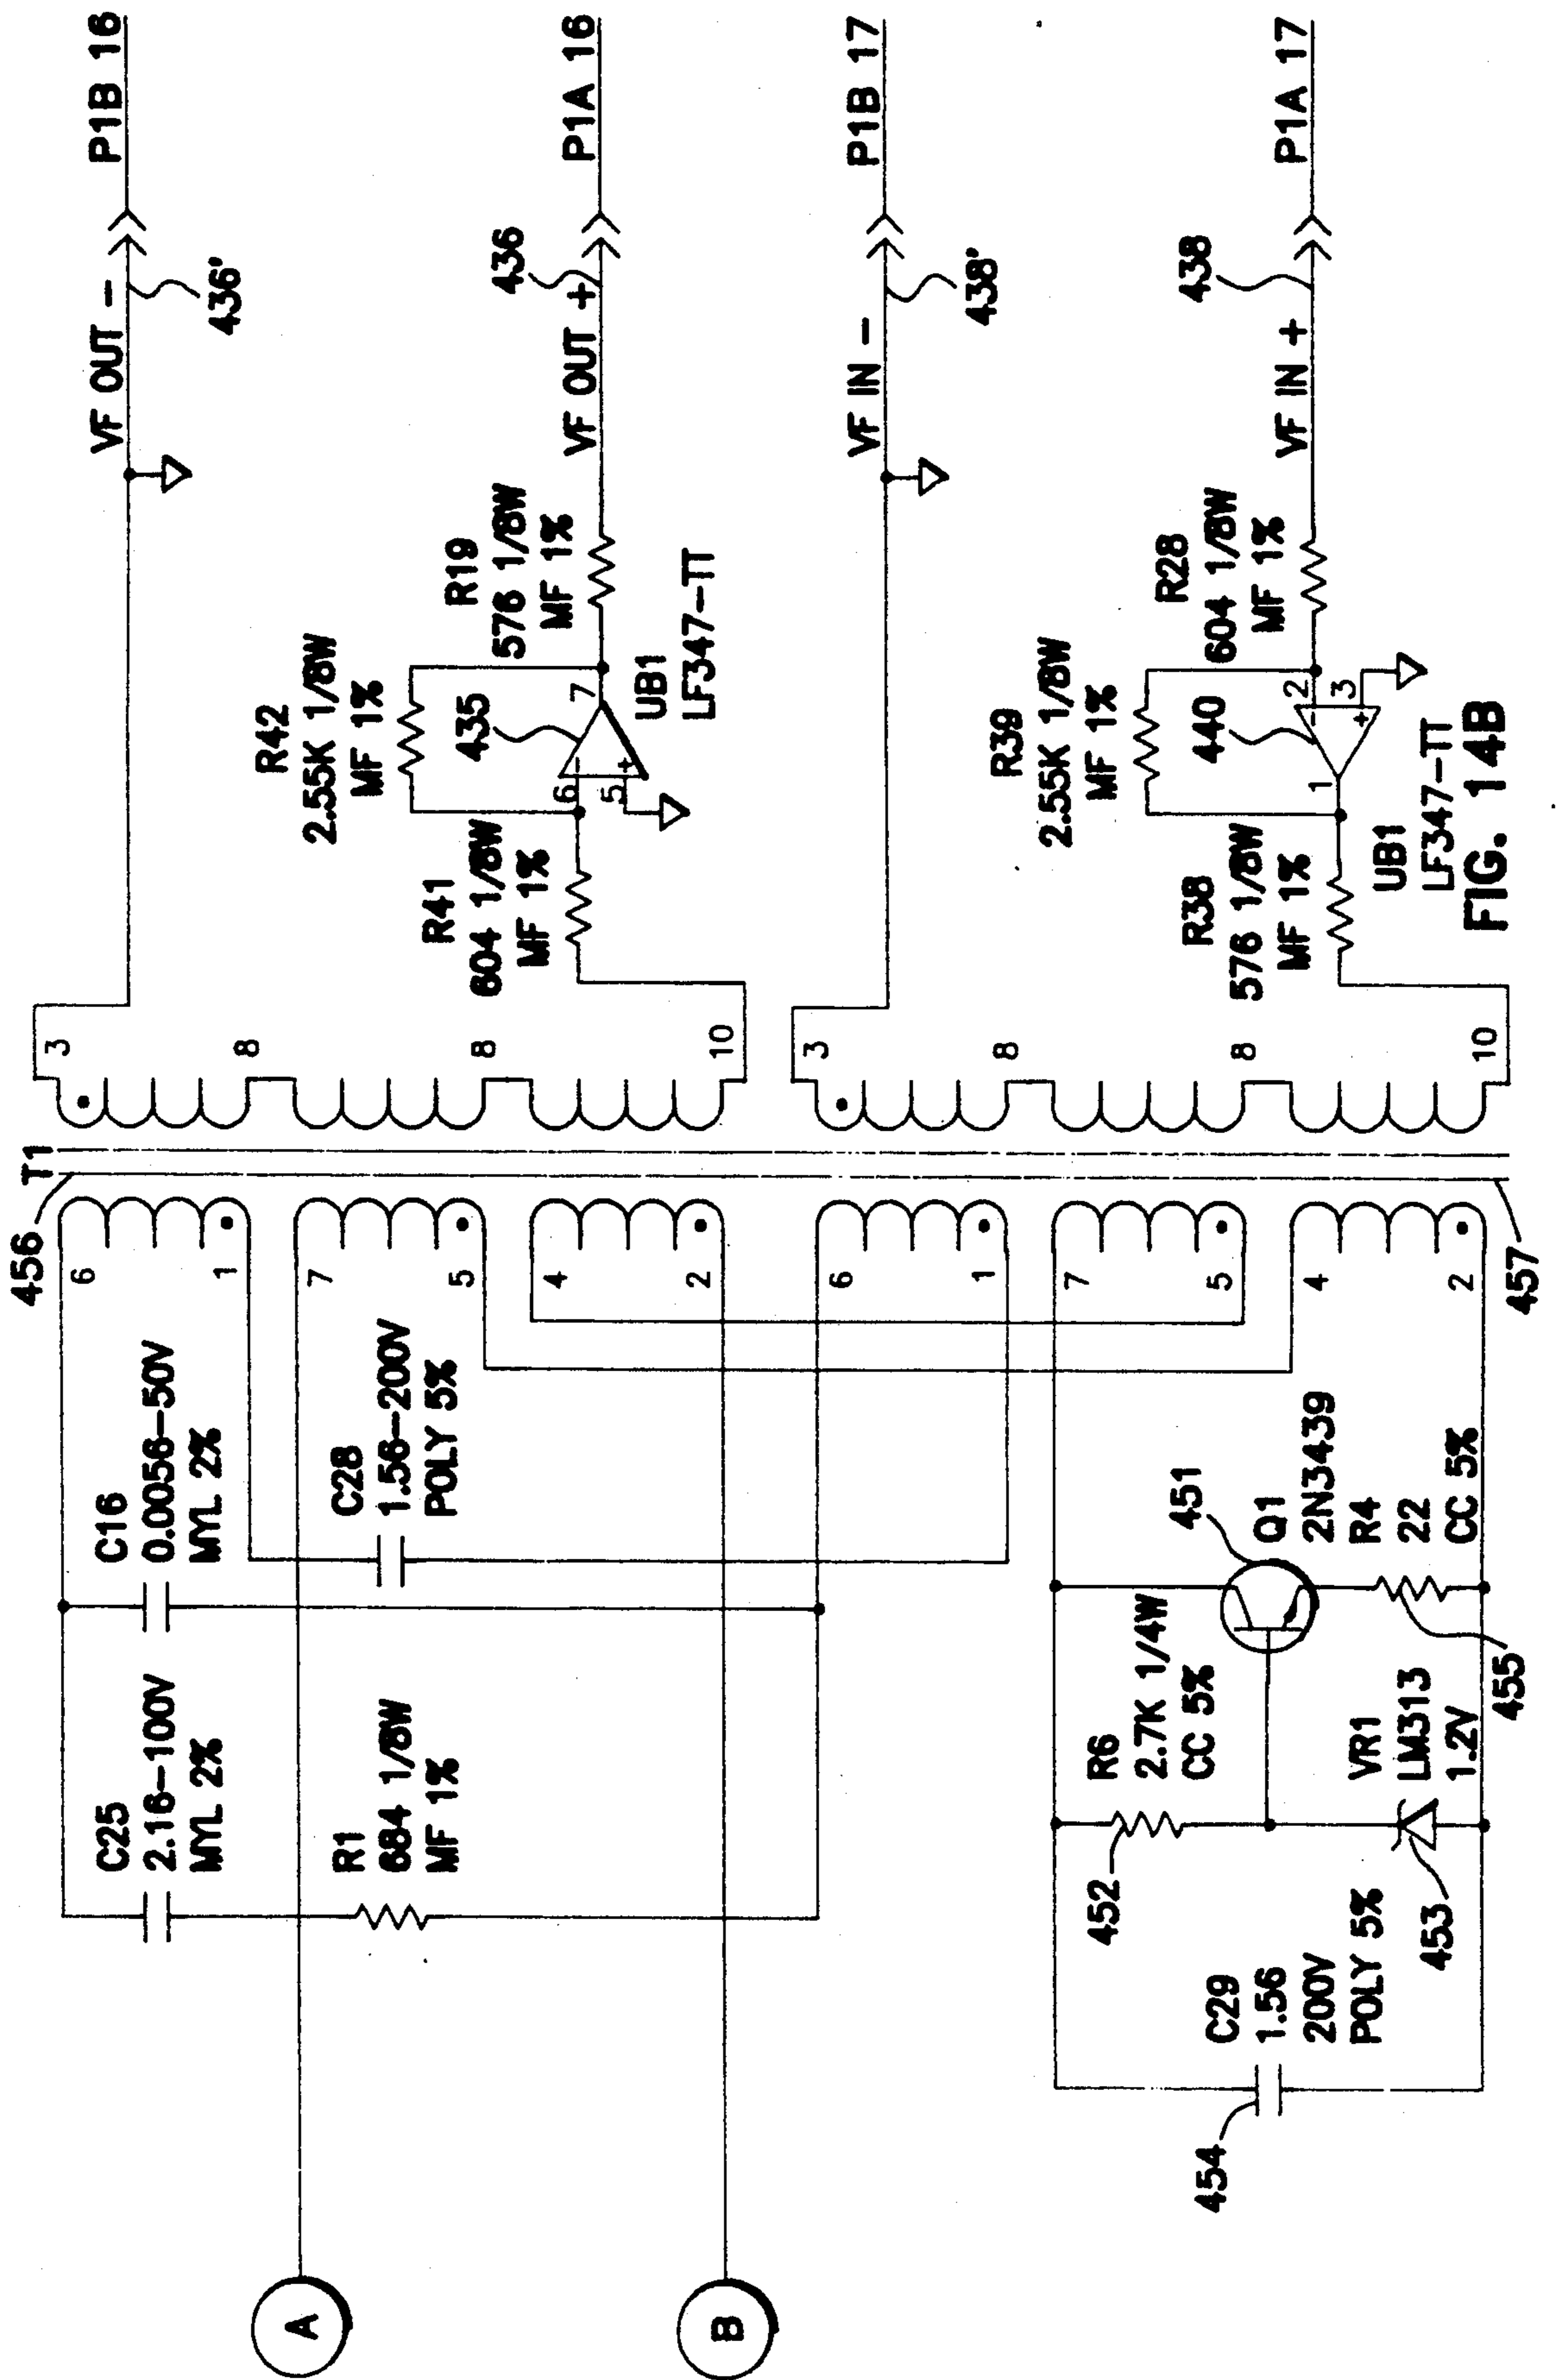 456
T1
6
1
7
5
4
2
6
1
7
5
4
2
457
3
8
8
10
3
8
8
10
C25
2.16–100V
MYL 2%
C16
0.0056–50V
MYL 2%
R1
684 1/8W
MF 1%
C28
1.56–200V
POLY 5%
A
B
454
C29
1.56
200V
POLY 5%
452
R6
2.7K 1/4W
CC 5%
453
VR1
LM313
1.2V
451
Q1
2N3439
R4
22
CC 5%
455
VF OUT –
436'
P1B 16
R42
2.55K 1/8W
MF 1%
R41
604 1/8W
MF 1%
435
6
5
7
–
+
UB1
LF347–TT
R19
576 1/8W
MF 1%
VF OUT +
436
P1A 16
VF IN –
438'
P1B 17
R39
2.55K 1/8W
MF 1%
R38
576 1/8W
MF 1%
440
1
2
3
–
+
UB1
LF347–TT
R28
604 1/8W
MF 1%
VF IN +
438
P1A 17
FIG. 14B